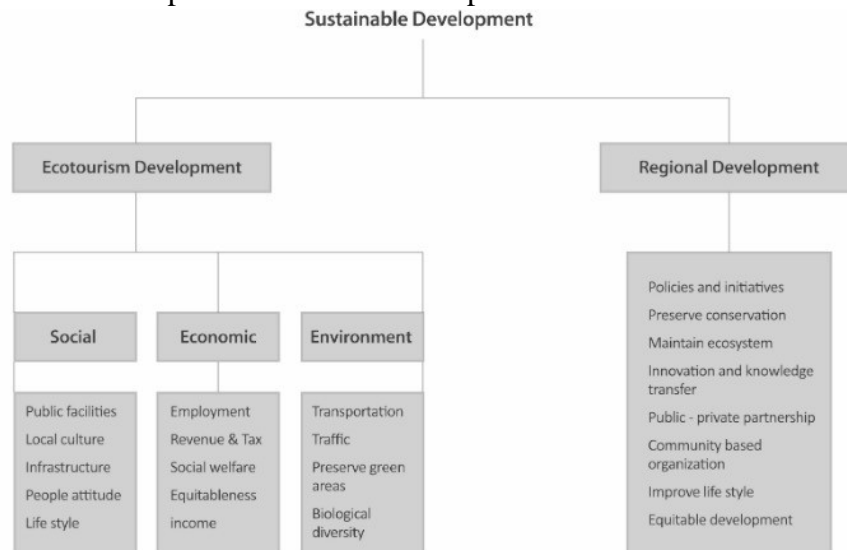 Sustainable Development
Ecotourism Development
Regional Development
Social
Economic
Environment
Public facilities
Local culture
Infrastructure
People attitude
Life style
Employment
Revenue & Tax
Social welfare
Equitableness
income
Transportation
Traffic
Preserve green
areas
Biological
diversity
Policies and initiatives
Preserve conservation
Maintain ecosystem
Innovation and knowledge
transfer
Public - private partnership
Community based
organization
Improve life style
Equitable development